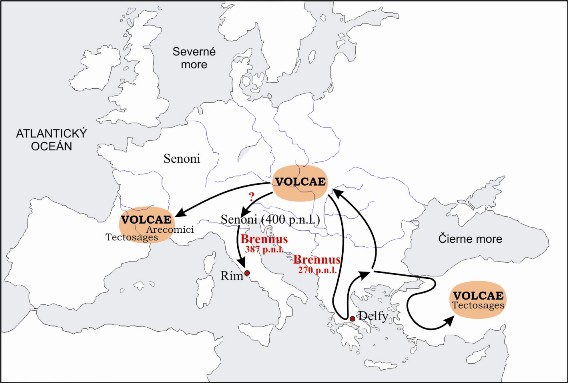 Severné
more
ATLANTICKÝ
OCEÁN
Senoni
VOLCAE
?
VOLCAE
Arecomici
Tectosages
Senoni (400 p.n.l.)
Brennus
387 p.n.l.
Brennus
270 p.n.l.
Čierne more
Rím
VOLCAE
Tectosages
Delfy